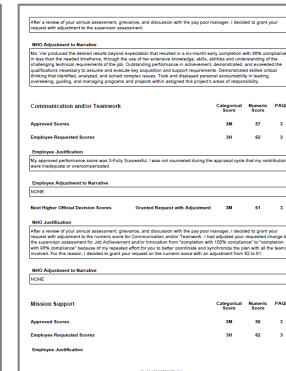 After a review of your annual assessment, grievance, and discussion with the pay pool manager, I decided to grant your
request with adjustment to the supervisor assessment.
NHO Adjustment to Narrative
Ms. Ver produced the desired results beyond expectation that resulted in a six-month early completion with 98% compliance
in less than the needed timeframe, through the use of her extensive knowledge, skills, abilities and understanding of the
challenging technical requirements of the job. Outstanding performance in achievement, demonstrated, and exceeded the
qualifications necessary to assume and execute key acquisition and support requirements. Demonstrated skilled critical
thinking that identified, analyzed, and solved complex issues. Took and displayed personal accountability in leading,
overseeing, guiding, and managing programs and projects within assigned this project's areas of responsibility.
Communication and/or Teamwork Categorical Score Numeric Score PAQL
Approved Scores 3M 57 3
Employee Requested Scores 3H 62 3
Employee Justification
My approved performance score was 3-Fully Successful. I was not counseled during the appraisal cycle that my contribution
were inadequate or overcompensated.
Employee Adjustment to Narrative
NONE
Next Higher Official Decision Scores Granted Request with Adjustment 3M 61 3
NHO Justification
After a review of your annual assessment, grievance, and discussion with the pay pool manager, I decided to grant your
request with adjustment to the numeric score for Communication and/or Teamwork. I had adjusted your requested change
the supervisor assessment for Job Achievement and/or Innovation from "completion with 100% compliance" to "completion
with 98% compliance" because of my repeated effort for you to better coordinate and synchronize the plan with all the team
involved. For this reason, I decided to grant your request on the numeric score with an adjustment from 62 to 61.
NHO Adjustment to Narrative
NONE
Mission Support Categorical Score Numeric Score PAQL
Approved Scores 3M 56 3
Employee Requested Scores 3H 62 3
Employee Justification